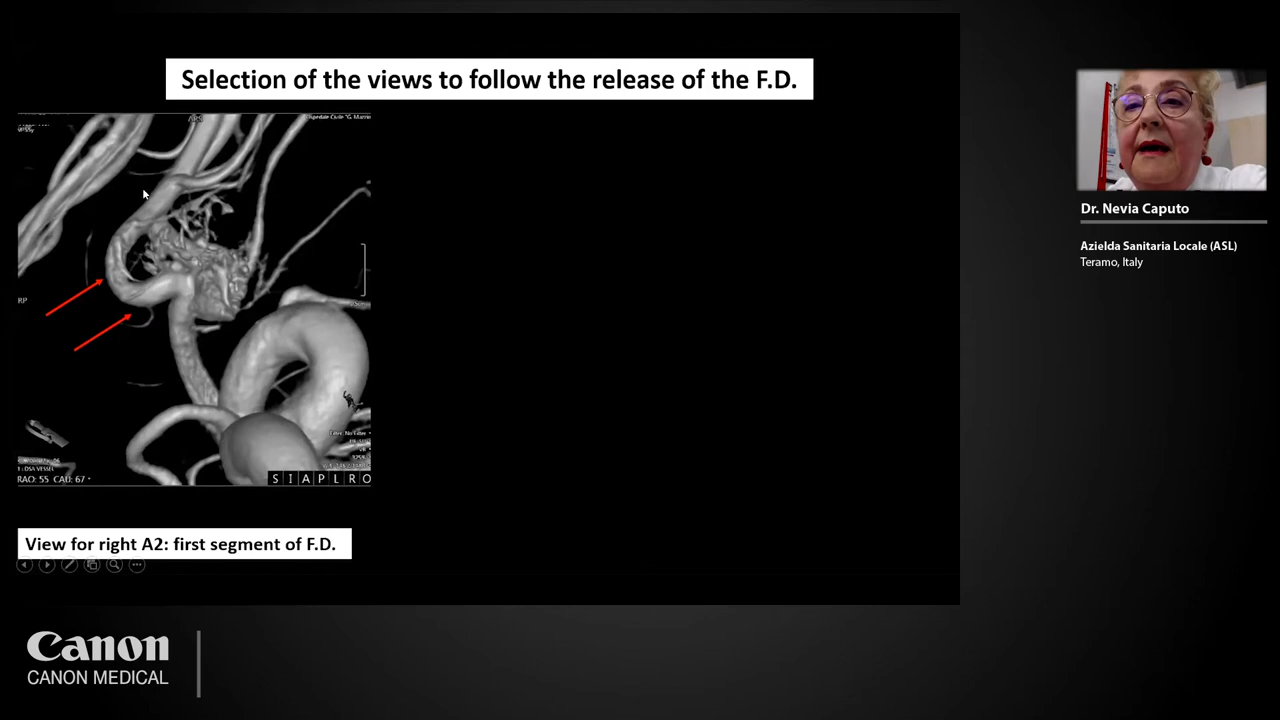 Selection of the views to follow the release of the F.D.
RP
RAO: 55 CAU: 67
S I A P L R O
View for right A2: first segment of F.D.
Dr. Nevia Caputo
Azielda Sanitaria Locale (ASL)
Teramo, Italy
Canon
CANON MEDICAL